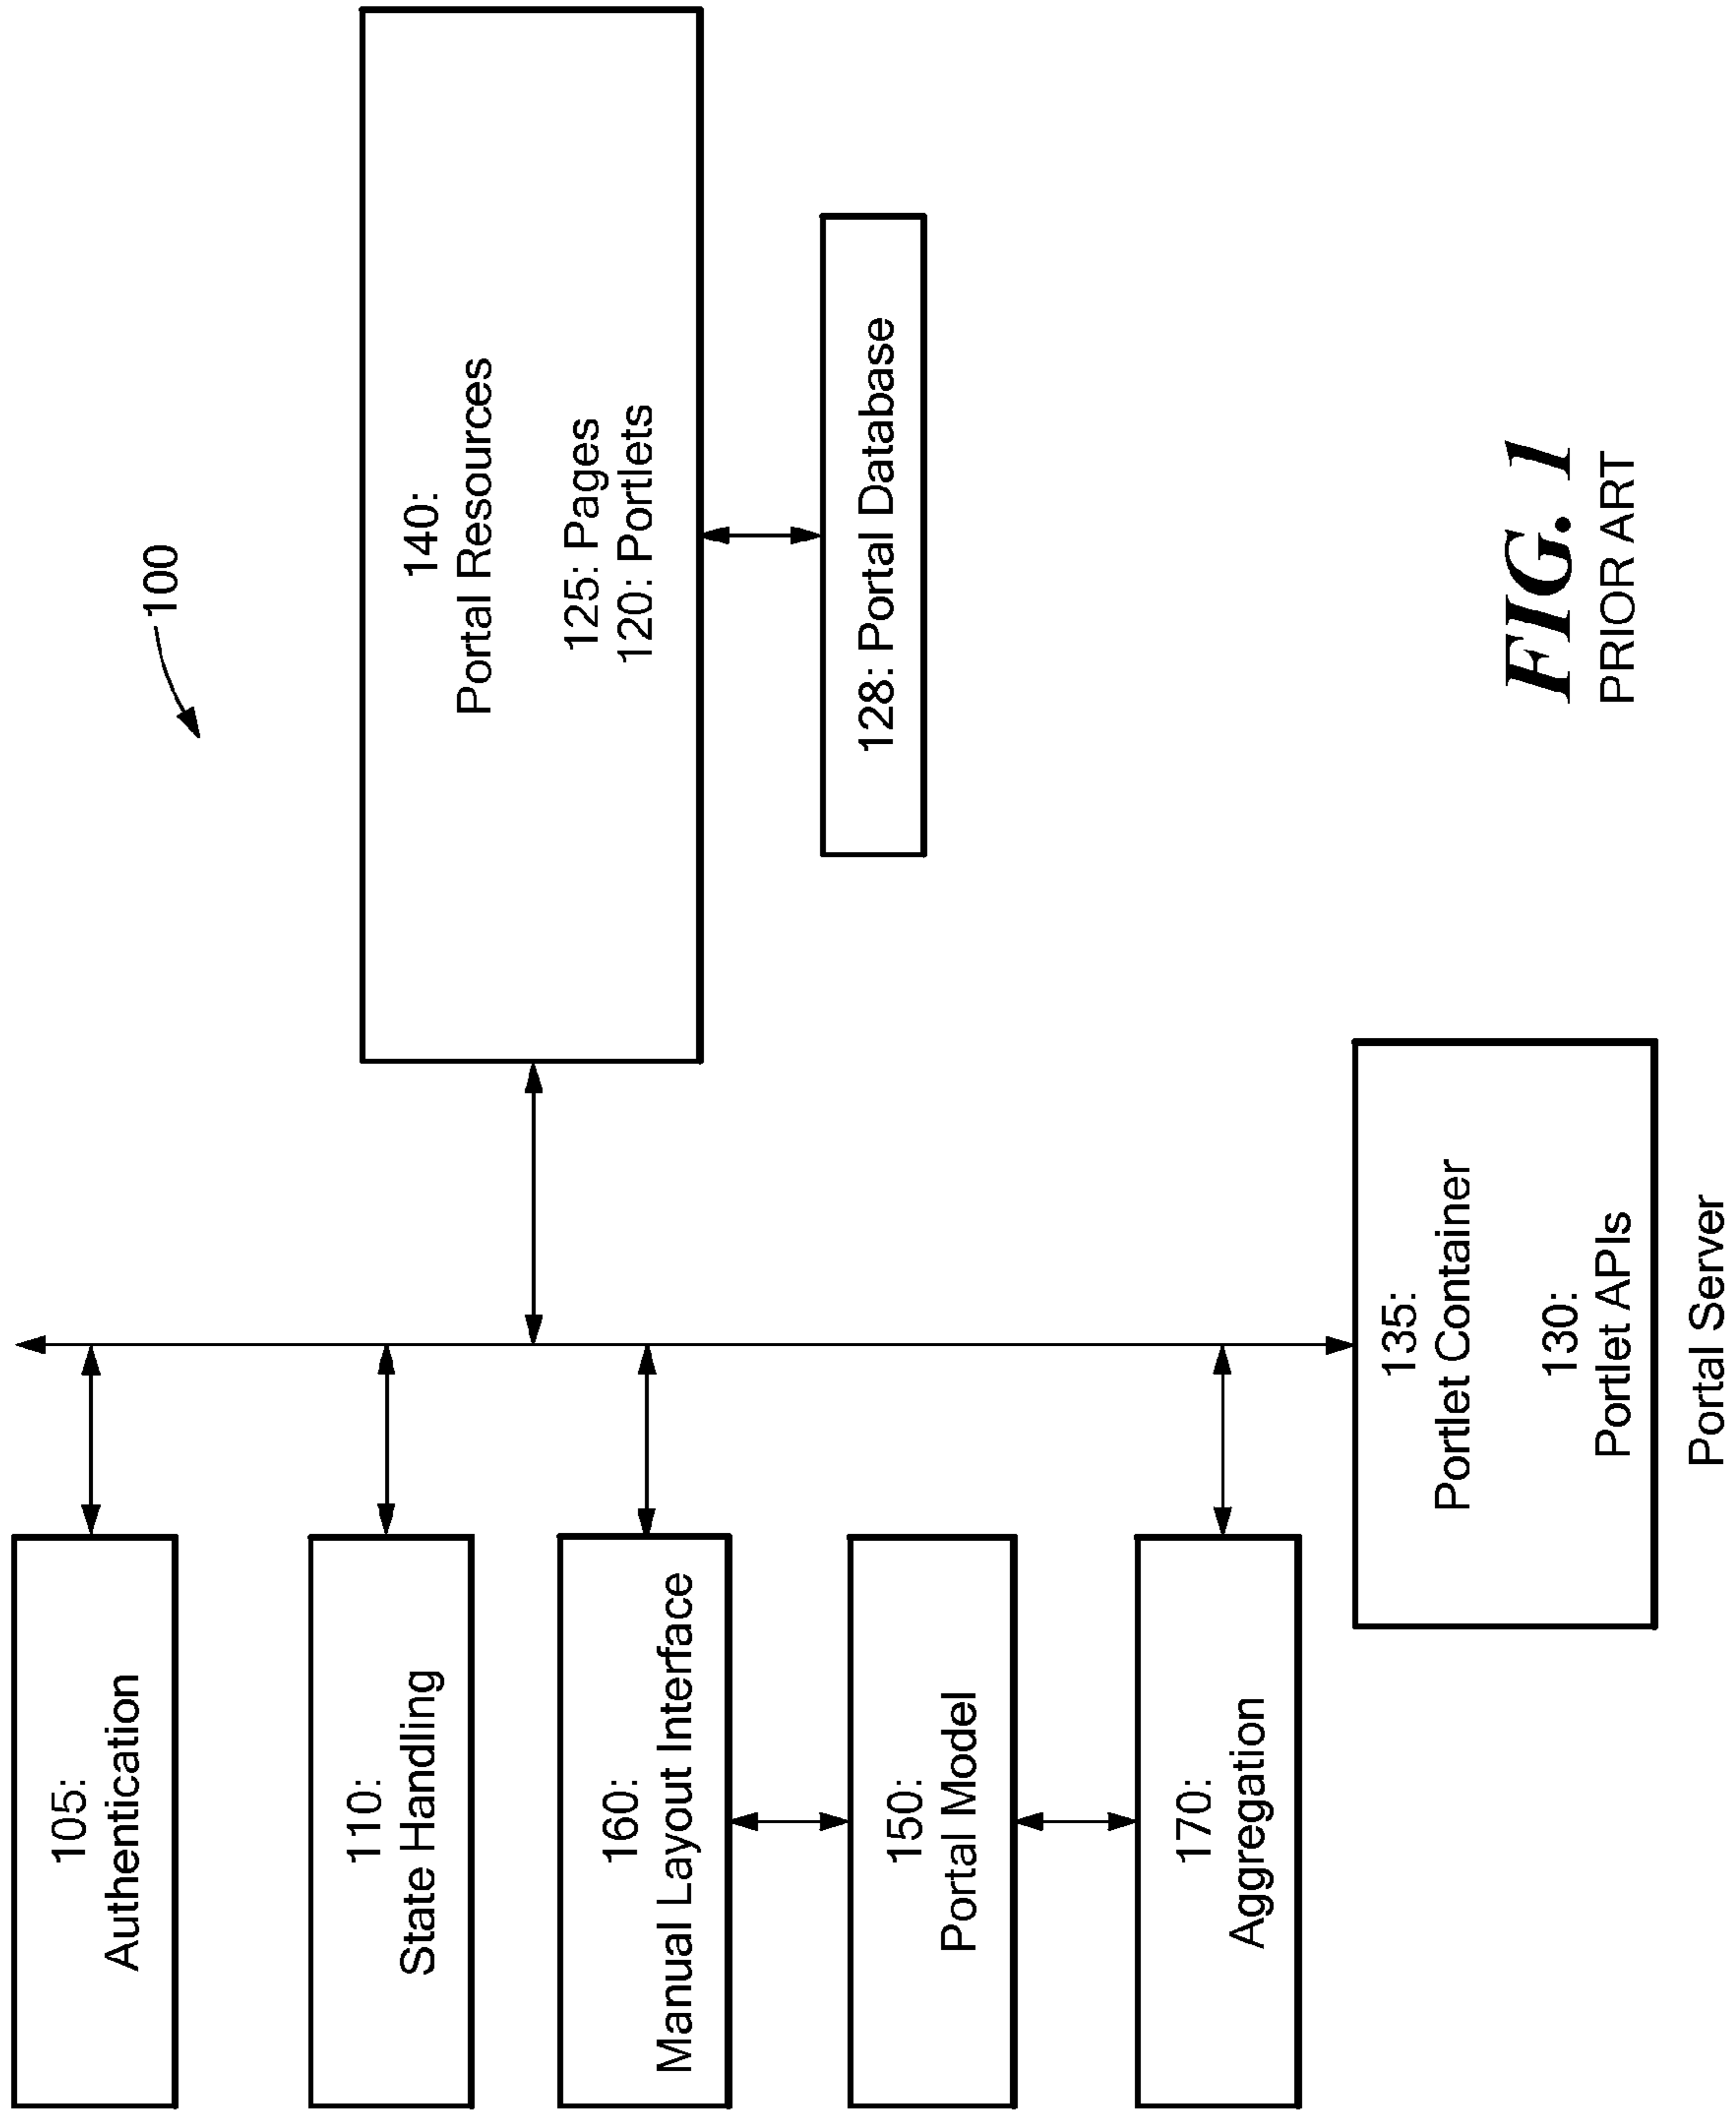 100
105:
Authentication
110:
State Handling
160:
Manual Layout Interface
150:
Portal Model
170:
Aggregation
140:
Portal Resources
125: Pages
120: Portlets
128: Portal Database
135:
Portlet Container
130:
Portlet APIs
Portal Server
FIG. 1
PRIOR ART